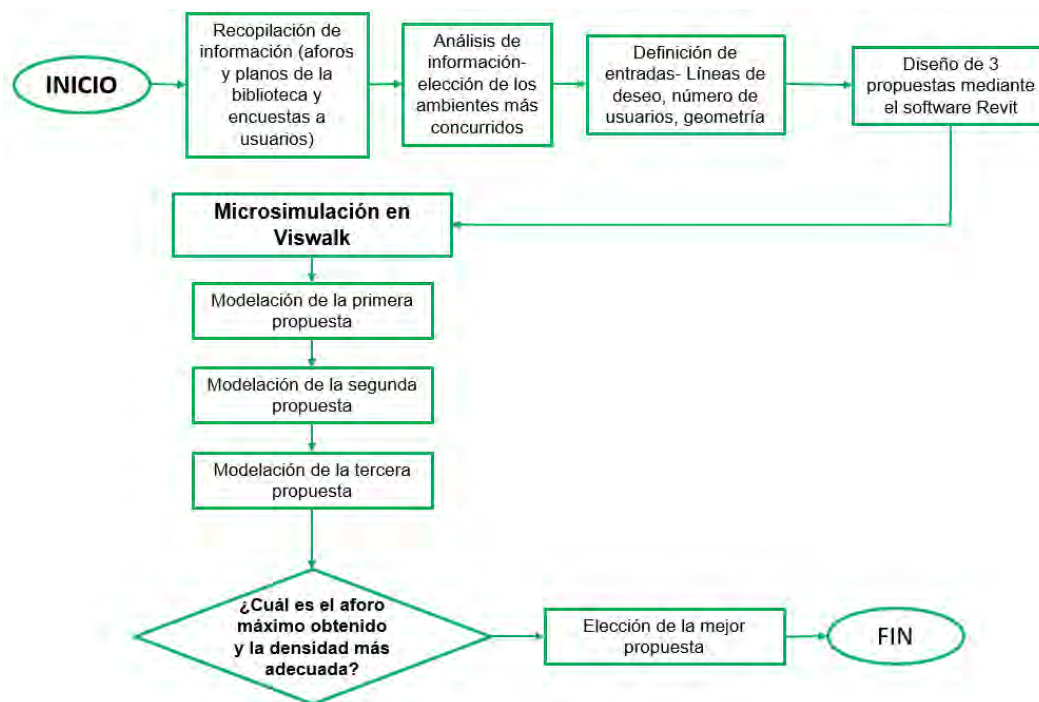 INICIO
Recopilación de
información (aforos
y planos de la
biblioteca y
encuestas a
usuarios)
Análisis de
información-
elección de los
ambientes más
concurridos
Definición de
entradas- Líneas de
deseo, número de
usuarios, geometría
Diseño de 3
propuestas mediante
el software Revit
Microsimulación en
Viswalk
Modelación de la primera
propuesta
Modelación de la segunda
propuesta
Modelación de la tercera
propuesta
¿Cuál es el aforo
máximo obtenido
y la densidad más
adecuada?
Elección de la mejor
propuesta
FIN